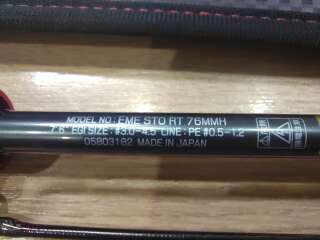 MODEL NO : EME STO RT 76MMH
7'6" EGI SIZE : #3.0-4.5 LINE : PE #0.5-1.2
05803182 MADE IN JAPAN